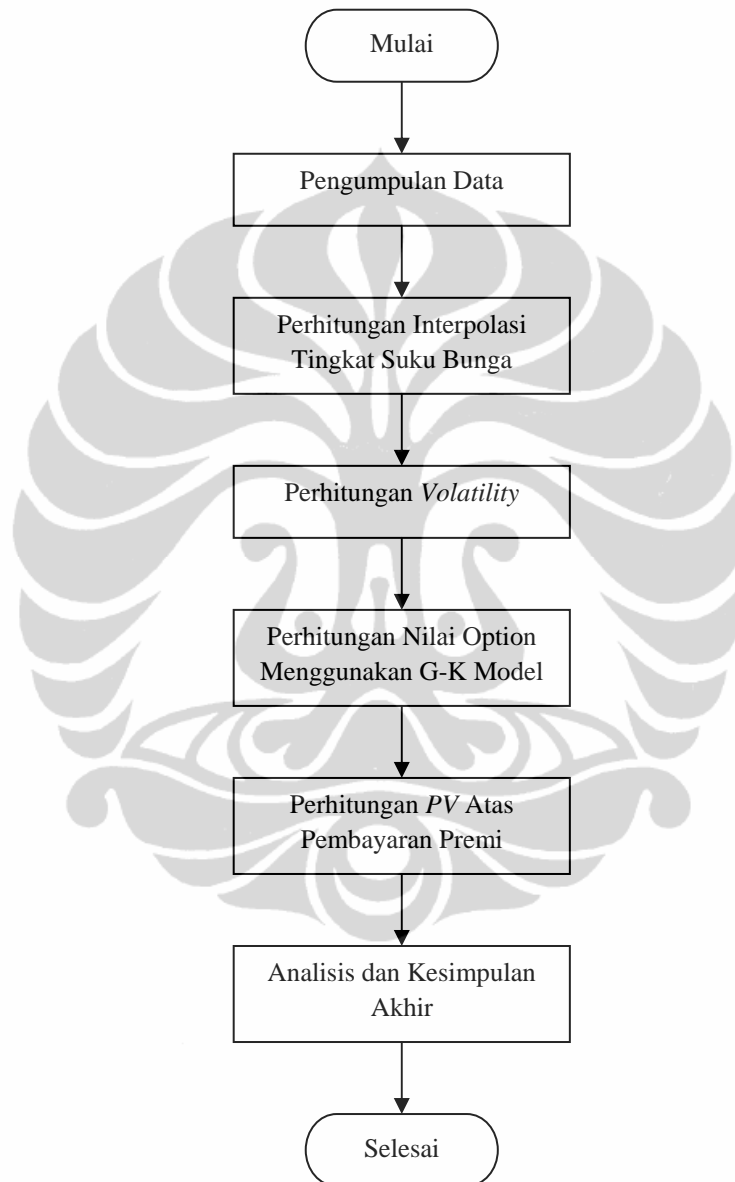 Mulai
Pengumpulan Data
Perhitungan Interpolasi
Tingkat Suku Bunga
Perhitungan Volatility
Perhitungan Nilai Option
Menggunakan G-K Model
Perhitungan PV Atas
Pembayaran Premi
Analisis dan Kesimpulan
Akhir
Selesai